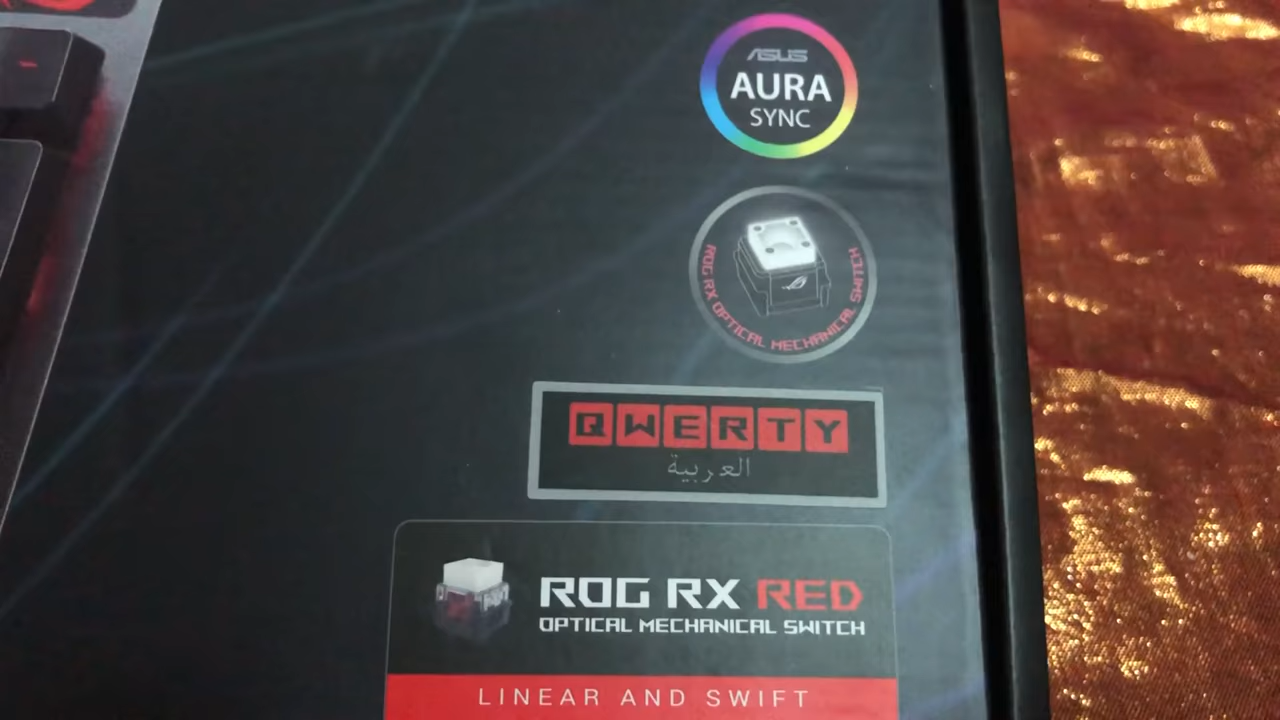 ASUS
AURA
SYNC
ROG RX OPTICAL MECHANICAL SWITCH
QWERTY
العربية
ROG RX RED
OPTICAL MECHANICAL SWITCH
LINEAR AND SWIFT